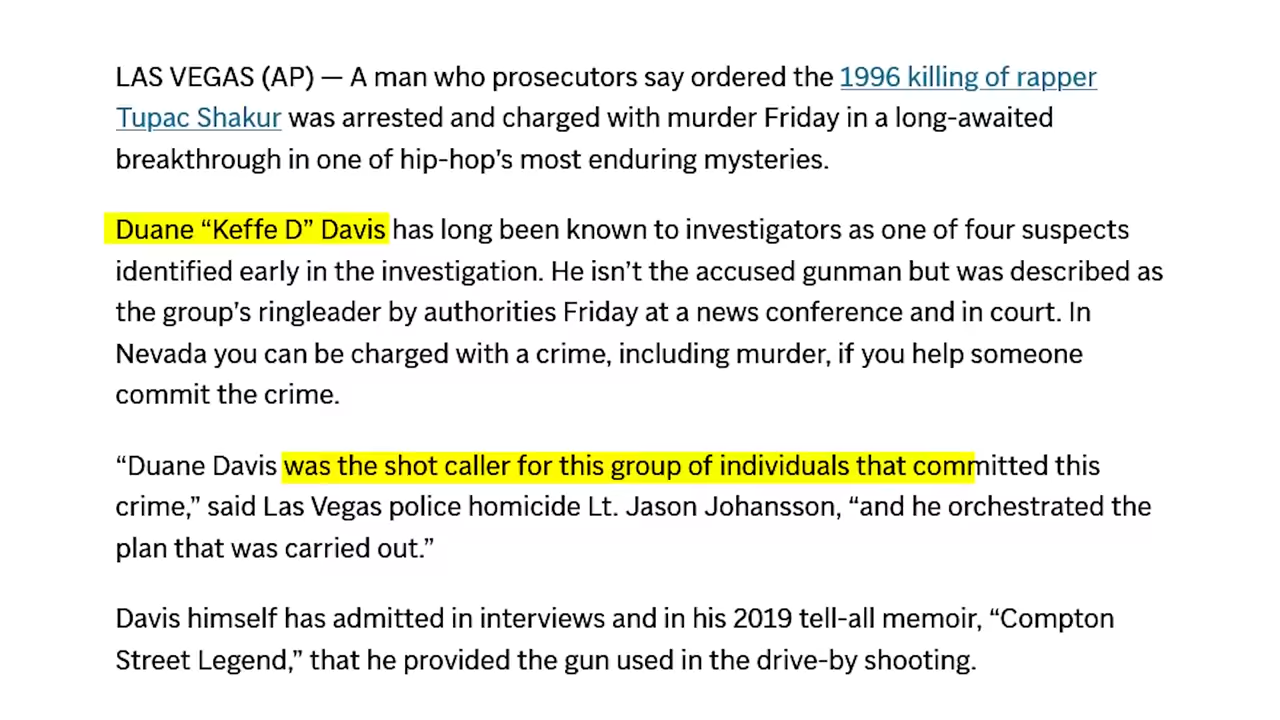 LAS VEGAS (AP) — A man who prosecutors say ordered the 1996 killing of rapper
Tupac Shakur was arrested and charged with murder Friday in a long-awaited
breakthrough in one of hip-hop’s most enduring mysteries.
Duane “Keffe D” Davis has long been known to investigators as one of four suspects
identified early in the investigation. He isn’t the accused gunman but was described as
the group’s ringleader by authorities Friday at a news conference and in court. In
Nevada you can be charged with a crime, including murder, if you help someone
commit the crime.
“Duane Davis was the shot caller for this group of individuals that committed this
crime,” said Las Vegas police homicide Lt. Jason Johansson, “and he orchestrated the
plan that was carried out.”
Davis himself has admitted in interviews and in his 2019 tell-all memoir, “Compton
Street Legend,” that he provided the gun used in the drive-by shooting.